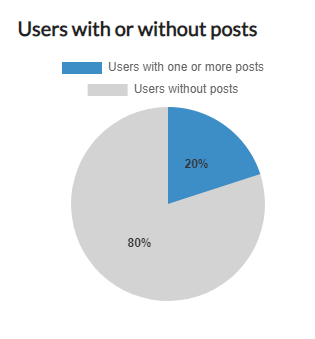 Users with or without posts
Users with one or more posts
Users without posts
20%
80%